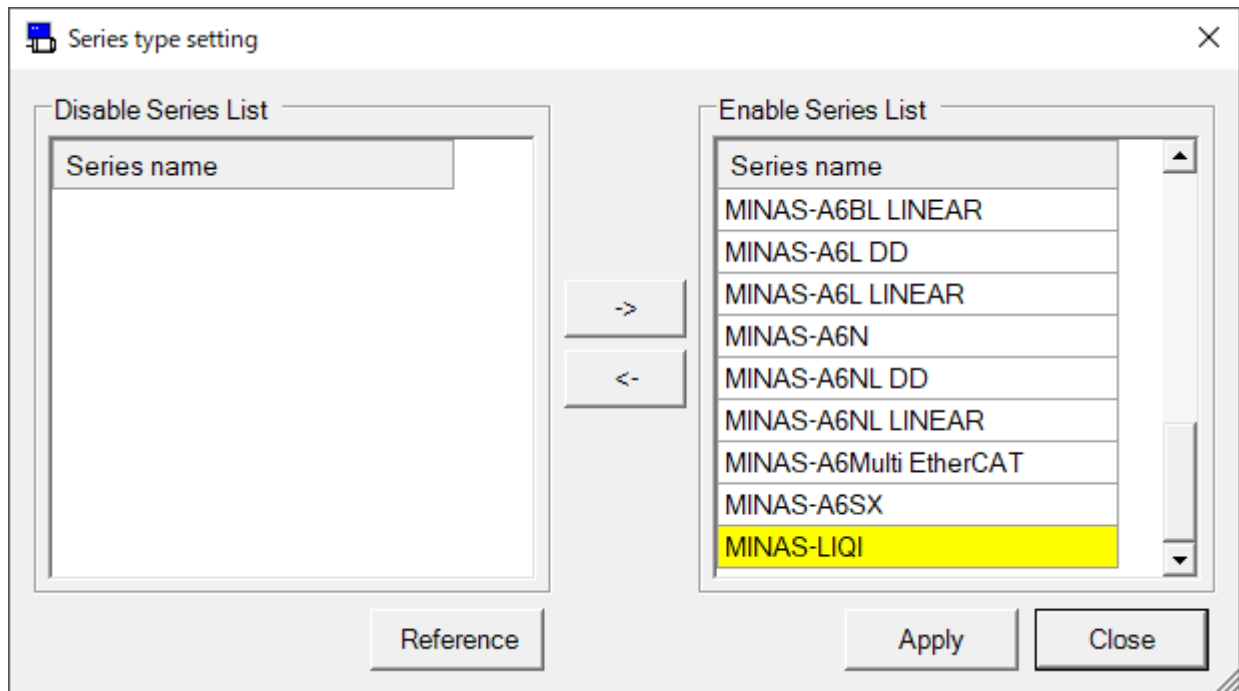 Series type setting
Disable Series List
Series name
->
<-
Reference
Enable Series List
Series name
MINAS-A6BL LINEAR
MINAS-A6L DD
MINAS-A6L LINEAR
MINAS-A6N
MINAS-A6NL DD
MINAS-A6NL LINEAR
MINAS-A6Multi EtherCAT
MINAS-A6SX
MINAS-LIQI
Apply
Close